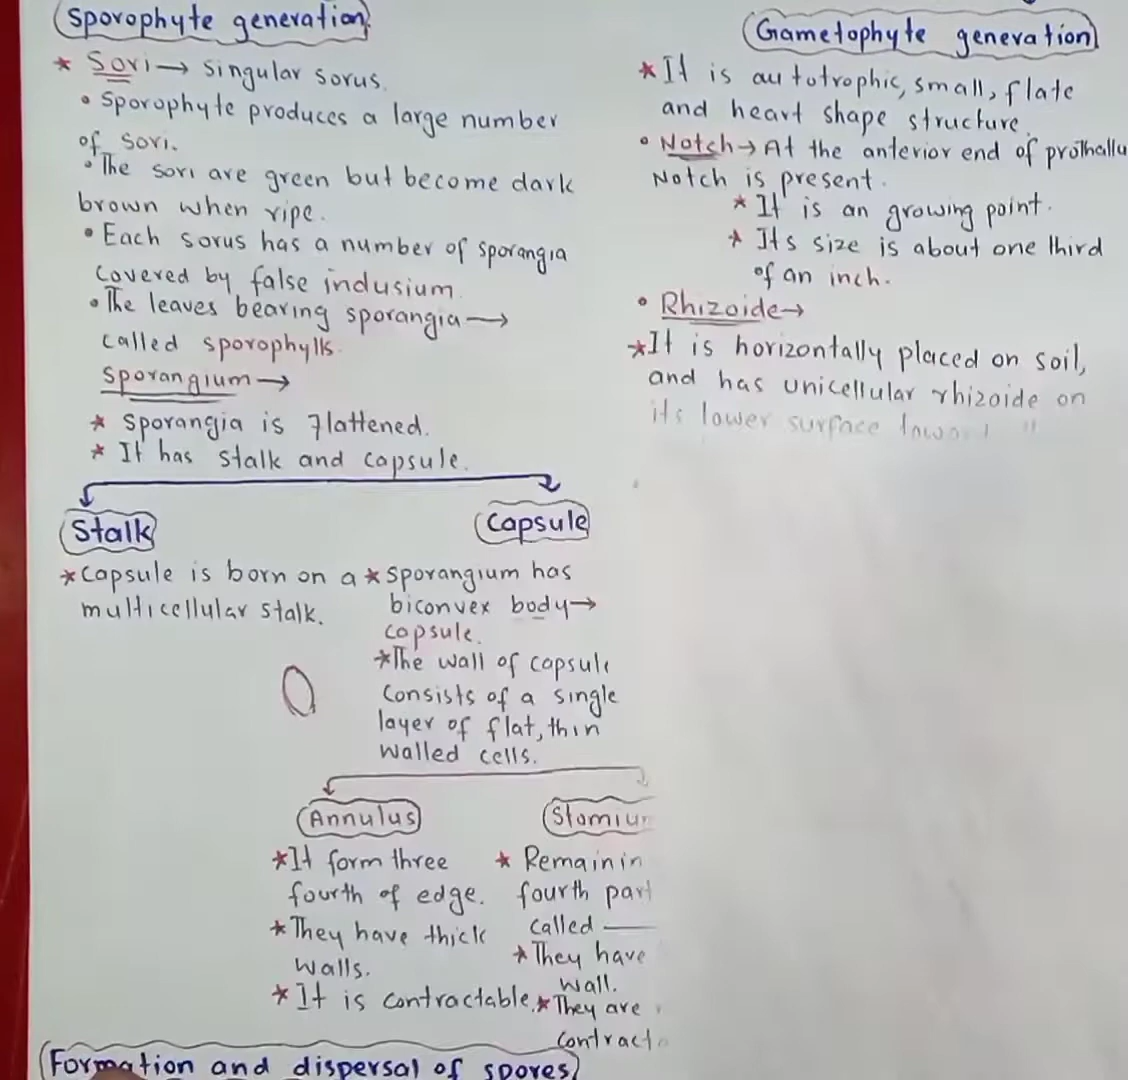 Sporophyte generation
* Sori → singular sorus.
• Sporophyte produces a large number
of sori.
• The sori are green but become dark
brown when ripe.
• Each sorus has a number of sporangia
covered by false indusium.
• The leaves bearing sporangia →
called sporophylls.
Sporangium →
* Sporangia is flattened.
* It has stalk and capsule.
Stalk
* Capsule is born on a
multicellular stalk.
Capsule
* Sporangium has
biconvex body →
capsule.
* The wall of capsule
consists of a single
layer of flat, thin
walled cells.
Annulus
* It form three
fourth of edge.
* They have thick
walls.
* It is contractable.
Stomiu
* Remainin
fourth part
called —
* They have
wall.
* They are
contract
Formation and dispersal of spores
Gametophyte generation
* It is autotrophic, small, flate
and heart shape structure.
• Notch → At the anterior end of prothallu
Notch is present.
* It is an growing point.
* Its size is about one third
of an inch.
• Rhizoide →
* It is horizontally placed on soil,
and has unicellular rhizoide on
its lower surface towar